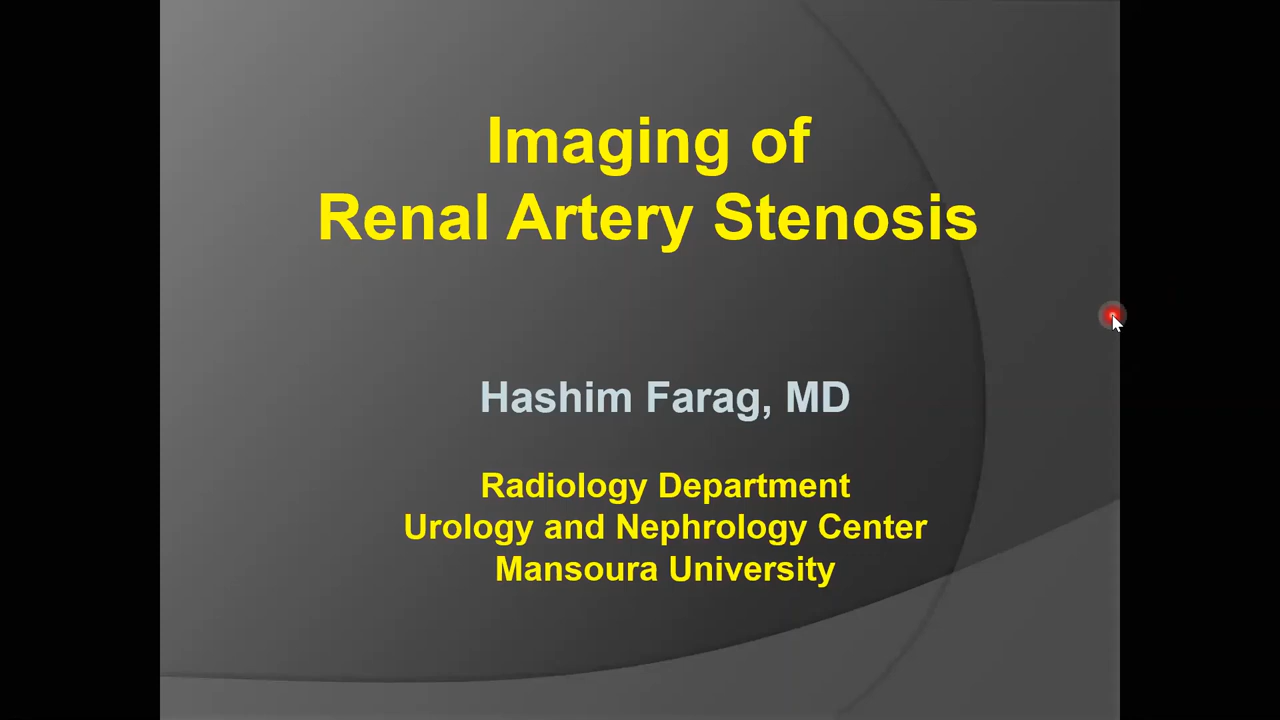 Imaging of
Renal Artery Stenosis
Hashim Farag, MD
Radiology Department
Urology and Nephrology Center
Mansoura University